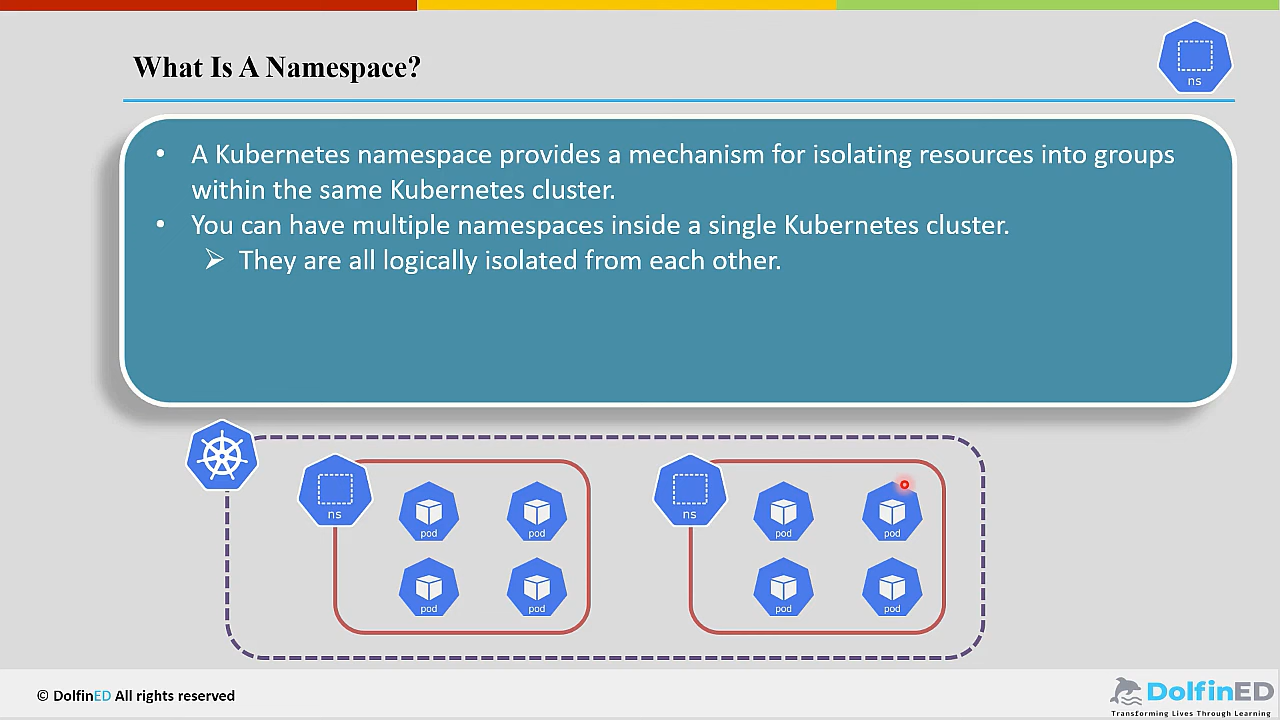 What Is A Namespace?
ns
• A Kubernetes namespace provides a mechanism for isolating resources into groups
within the same Kubernetes cluster.
• You can have multiple namespaces inside a single Kubernetes cluster.
➢ They are all logically isolated from each other.
ns
pod
pod
pod
pod
ns
pod
pod
pod
pod
© DolfinED All rights reserved
DolfinED
Transforming Lives Through Learning